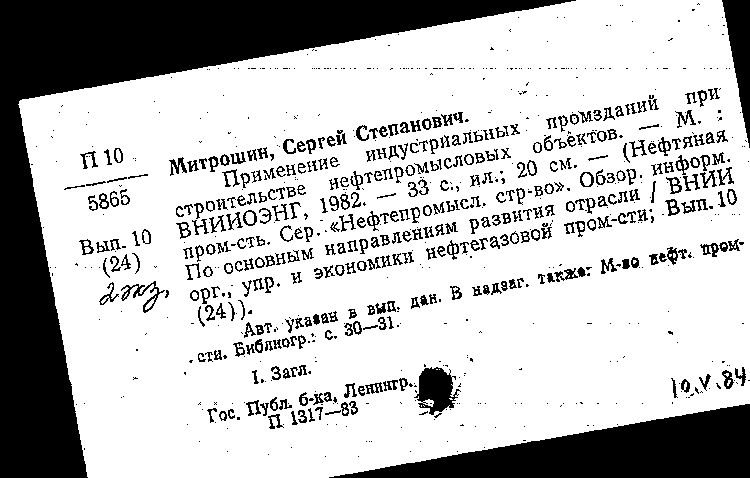 П 10
5865
Вып. 10
(24)
2 экз.
Митрошин, Сергей Степанович.
Применение индустриальных промзданий при
строительстве нефтепромысловых объектов. — М. :
ВНИИОЭНГ, 1982. — 33 с., ил.; 20 см. — (Нефтяная
пром-сть. Сер. «Нефтепромысл. стр-во». Обзор. информ.
По основным направлениям развития отрасли / ВНИИ
орг., упр. и экономики нефтегазовой пром-сти; Вып. 10
(24)).
Авт. указан в вып. дан. В надзаг. также: М-во нефт. пром-
сти. Библиогр.: с. 30—31.
I. Загл.
Гос. Публ. б-ка, Ленингр.
П 1317—83
10.V.84